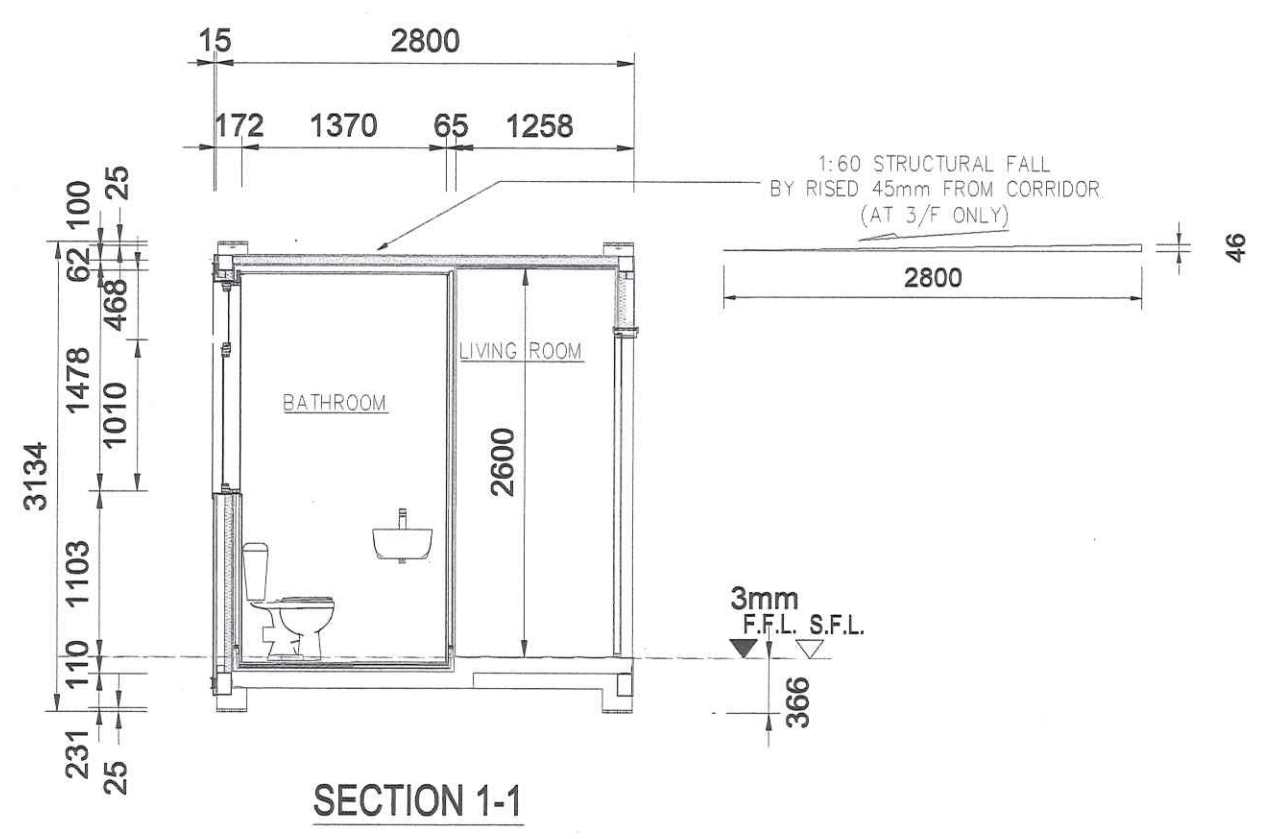 15 2800
172 1370 65 1258
1:60 STRUCTURAL FALL
BY RISED 45mm FROM CORRIDOR
(AT 3/F ONLY)
46
2800
100
25
62
468
1478
1010
3134
1103
110
231
25
LIVING ROOM
BATHROOM
2600
3mm
F.F.L. S.F.L.
366
SECTION 1-1